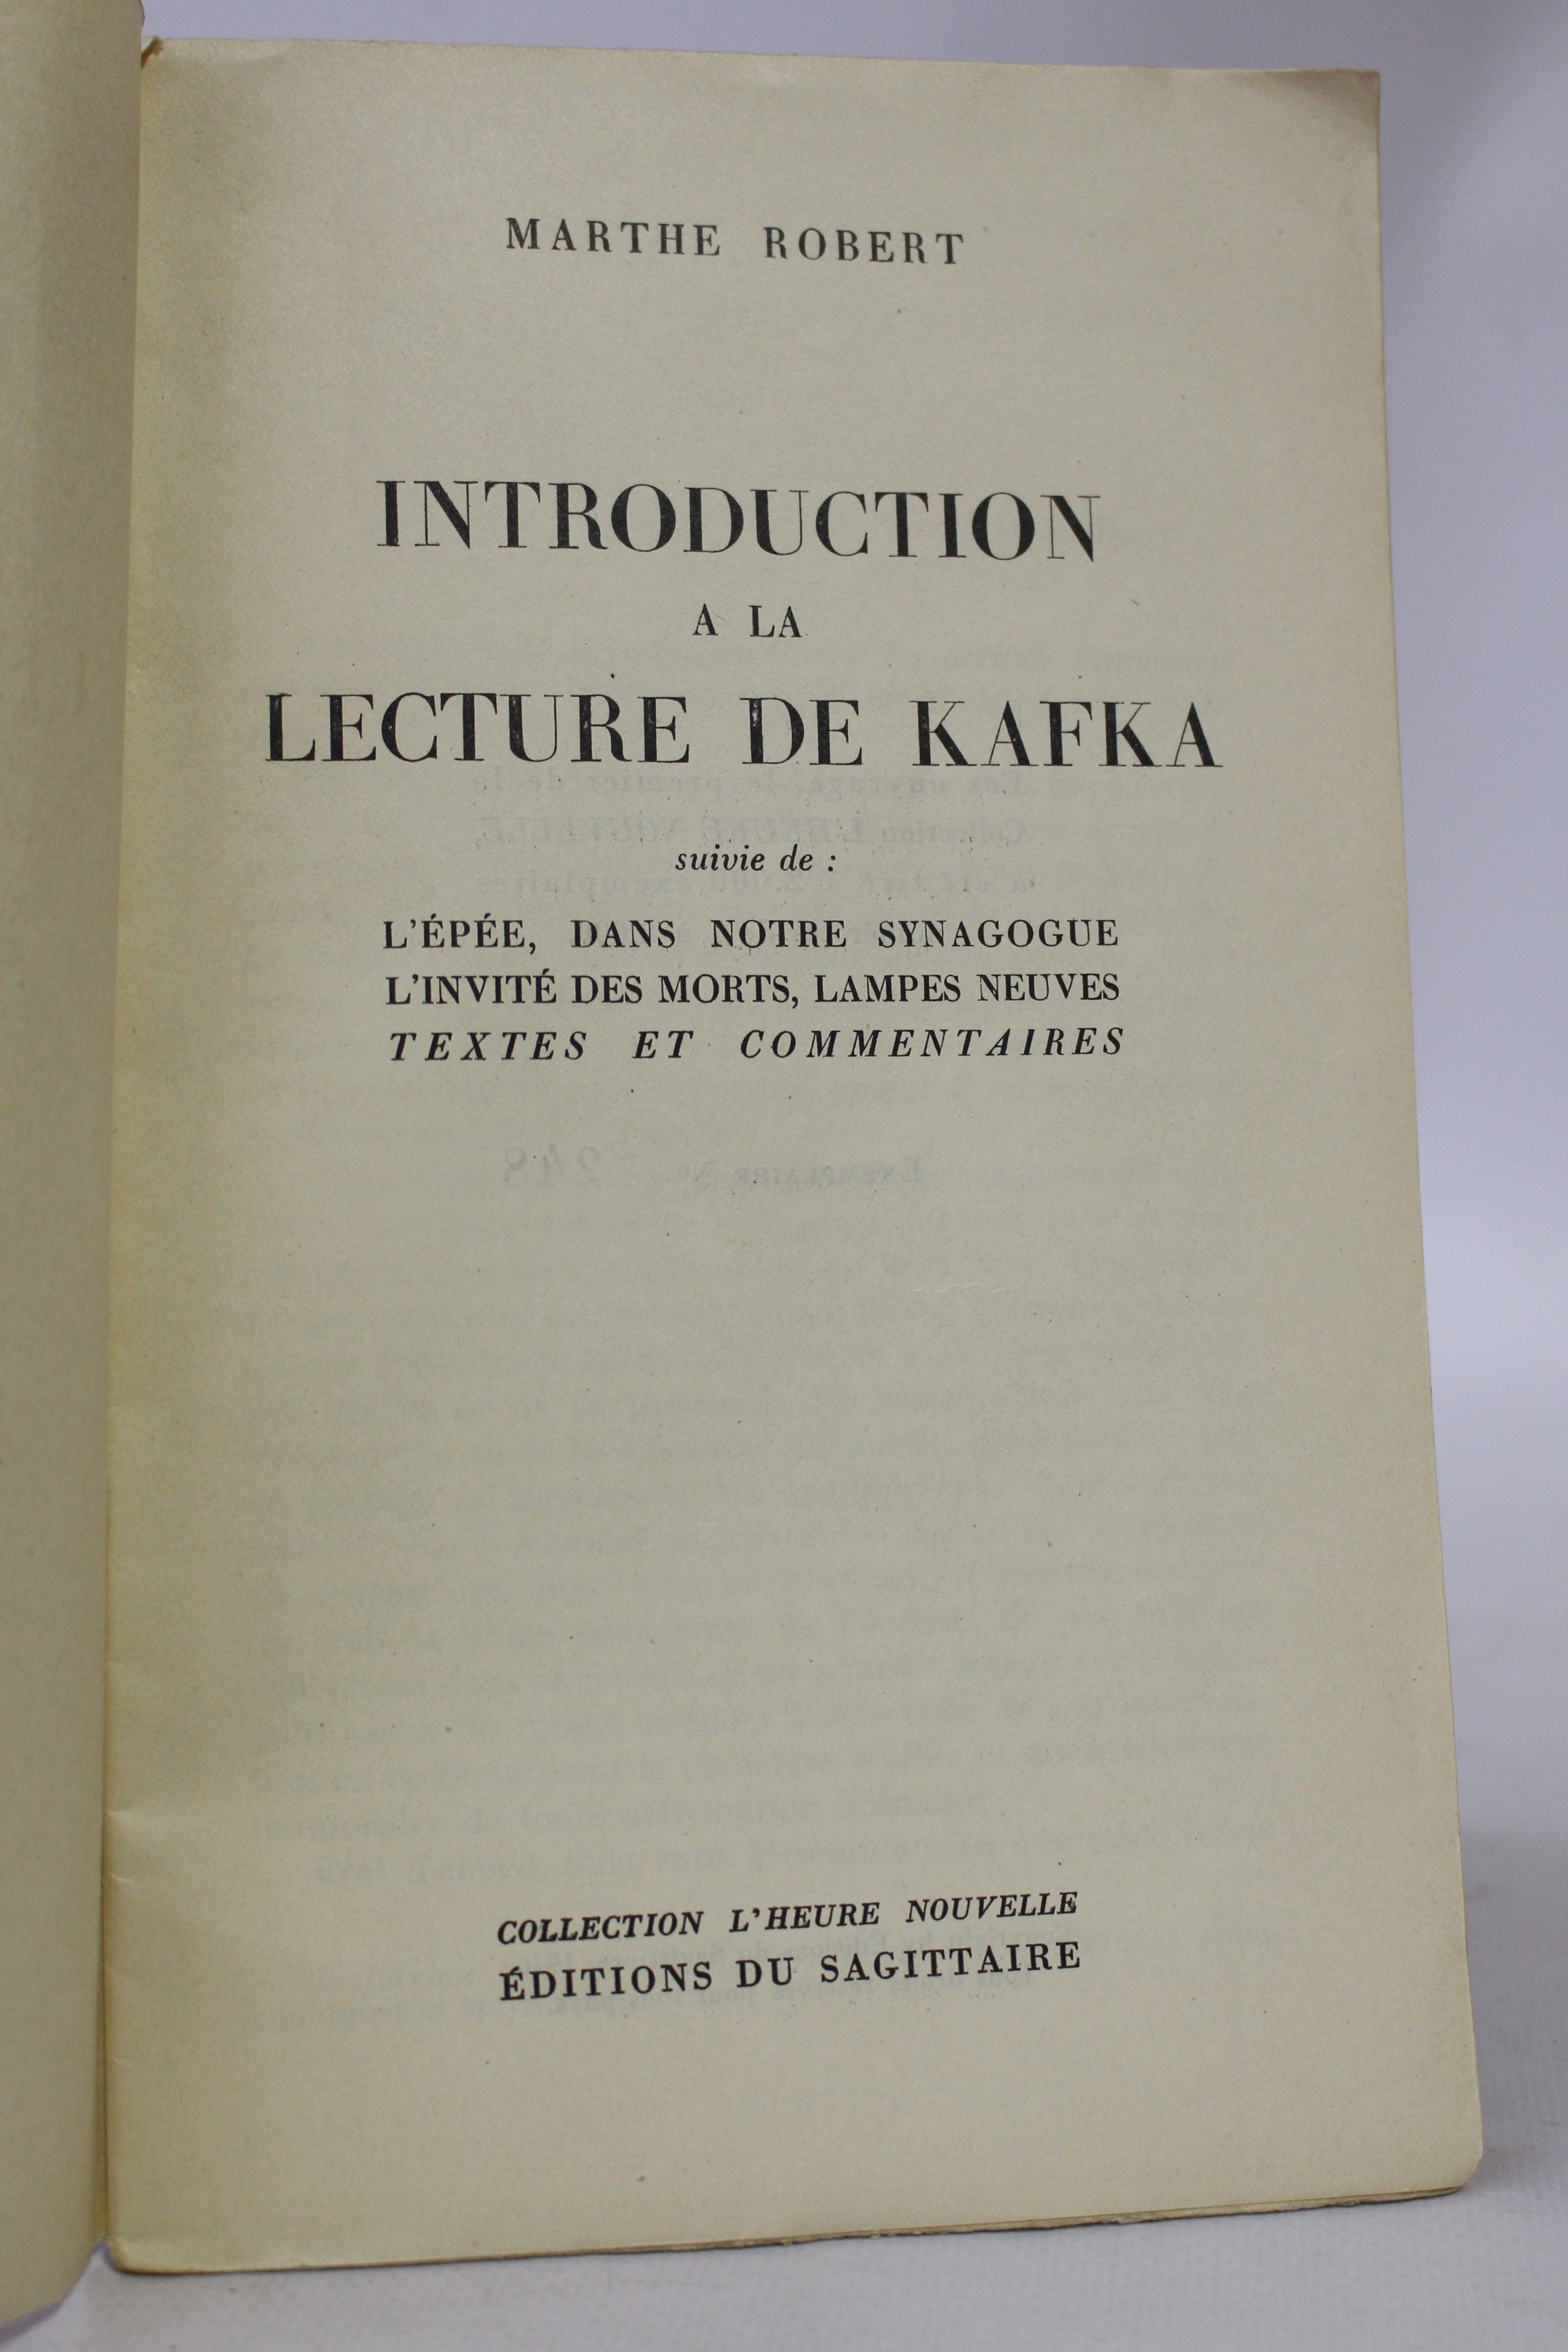 MARTHE ROBERT
INTRODUCTION
A LA
LECTURE DE KAFKA
suivie de :
L'ÉPÉE, DANS NOTRE SYNAGOGUE
L'INVITÉ DES MORTS, LAMPES NEUVES
TEXTES ET COMMENTAIRES
COLLECTION L'HEURE NOUVELLE
ÉDITIONS DU SAGITTAIRE